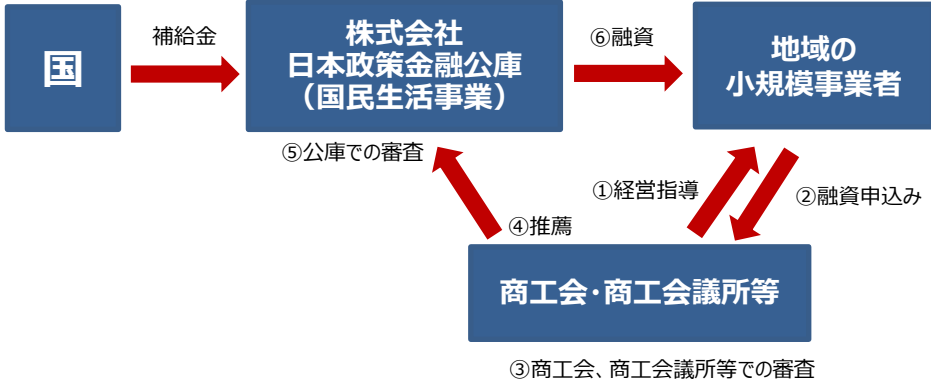 国
補給金
株式会社
日本政策金融公庫
（国民生活事業）
⑥融資
地域の
小規模事業者
⑤公庫での審査
①経営指導
②融資申込み
④推薦
商工会・商工会議所等
③商工会、商工会議所等での審査